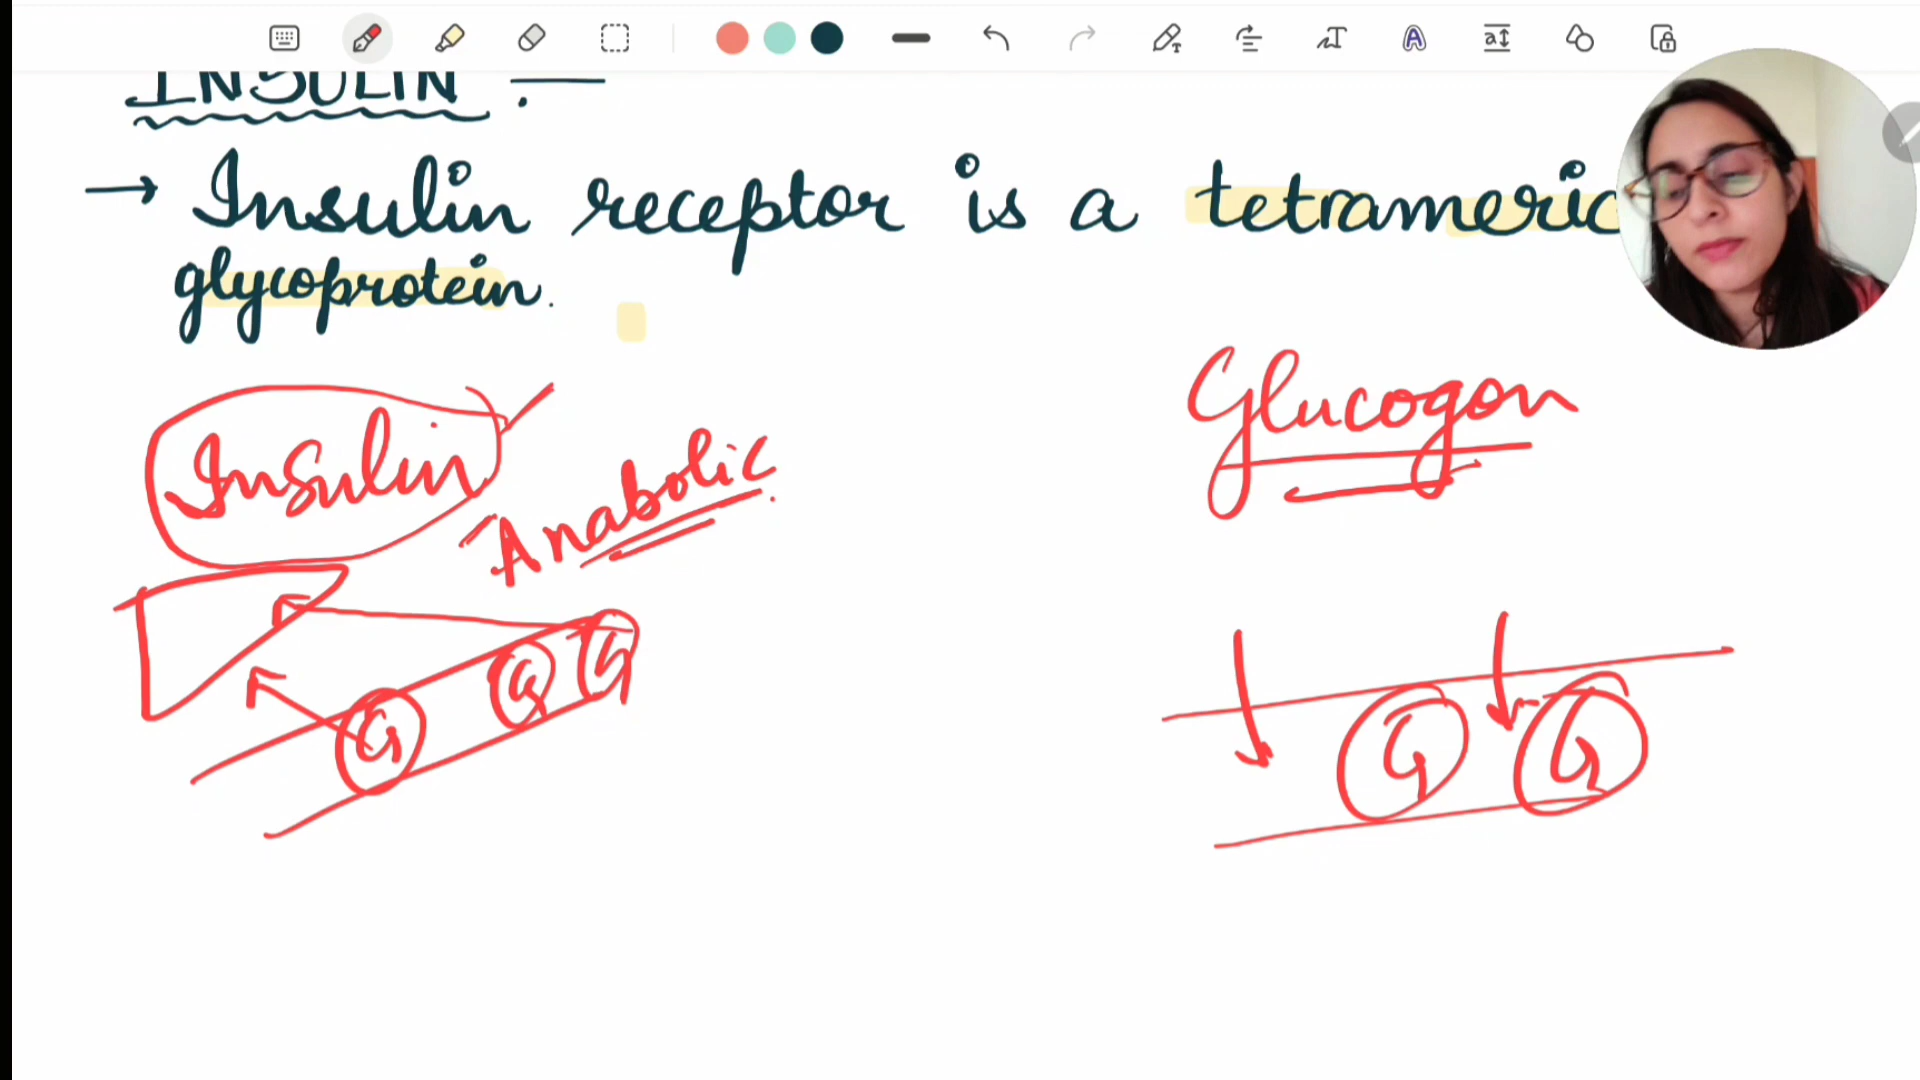 INSULIN :-
→ Insulin receptor is a tetrameric
glycoprotein.
Insulin
Anabolic
Glucogon
G G G
G G